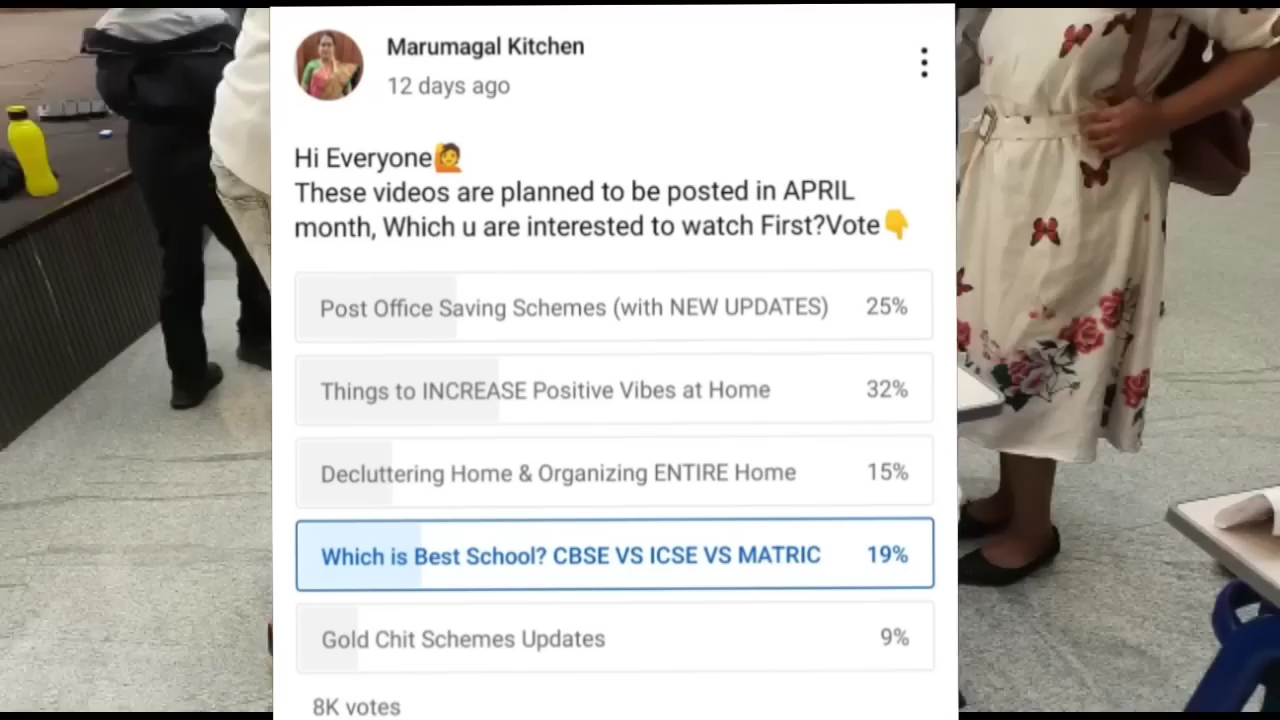 Marumagal Kitchen
12 days ago
Hi Everyone🙋
These videos are planned to be posted in APRIL
month, Which u are interested to watch First?Vote👇
Post Office Saving Schemes (with NEW UPDATES) 25%
Things to INCREASE Positive Vibes at Home 32%
Decluttering Home & Organizing ENTIRE Home 15%
Which is Best School? CBSE VS ICSE VS MATRIC 19%
Gold Chit Schemes Updates 9%
8K votes